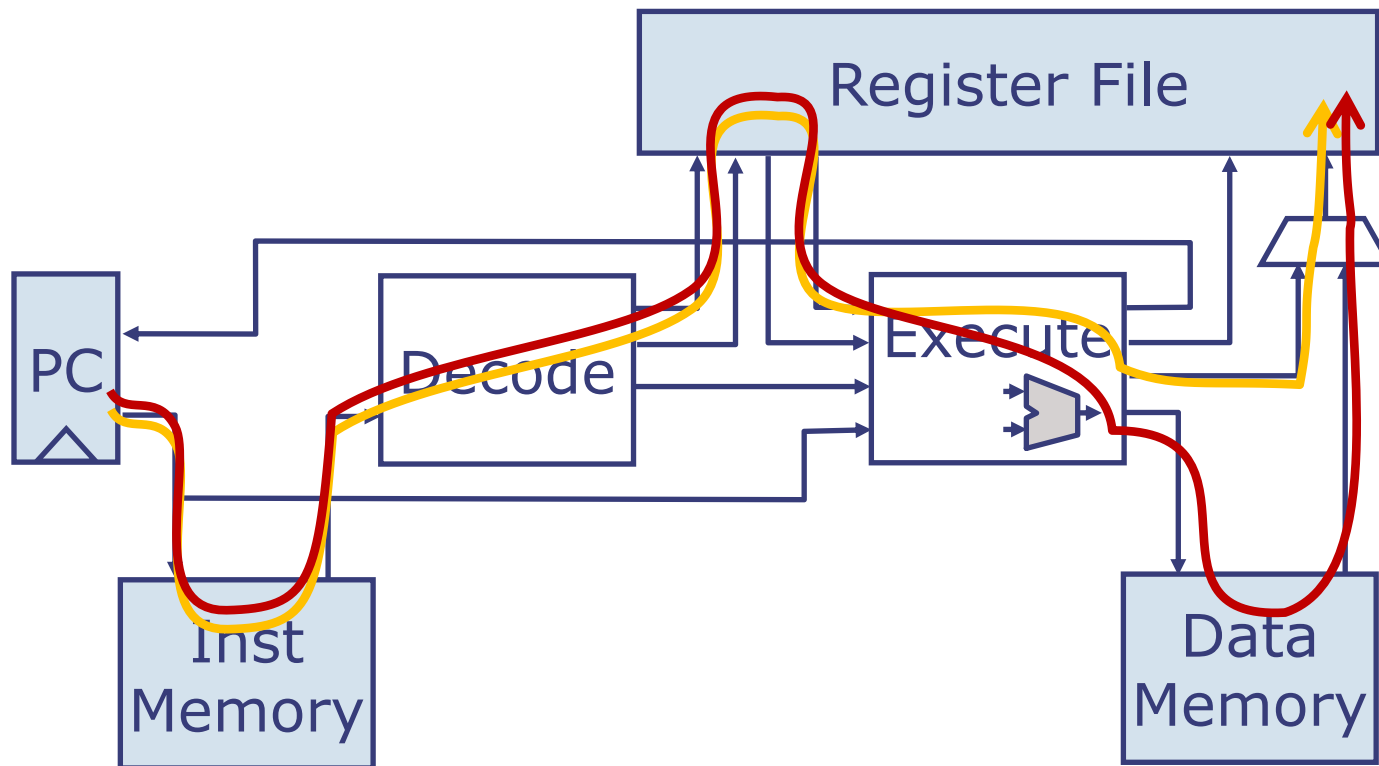 Register File
PC
Decode
Execute
Inst
Memory
Data
Memory